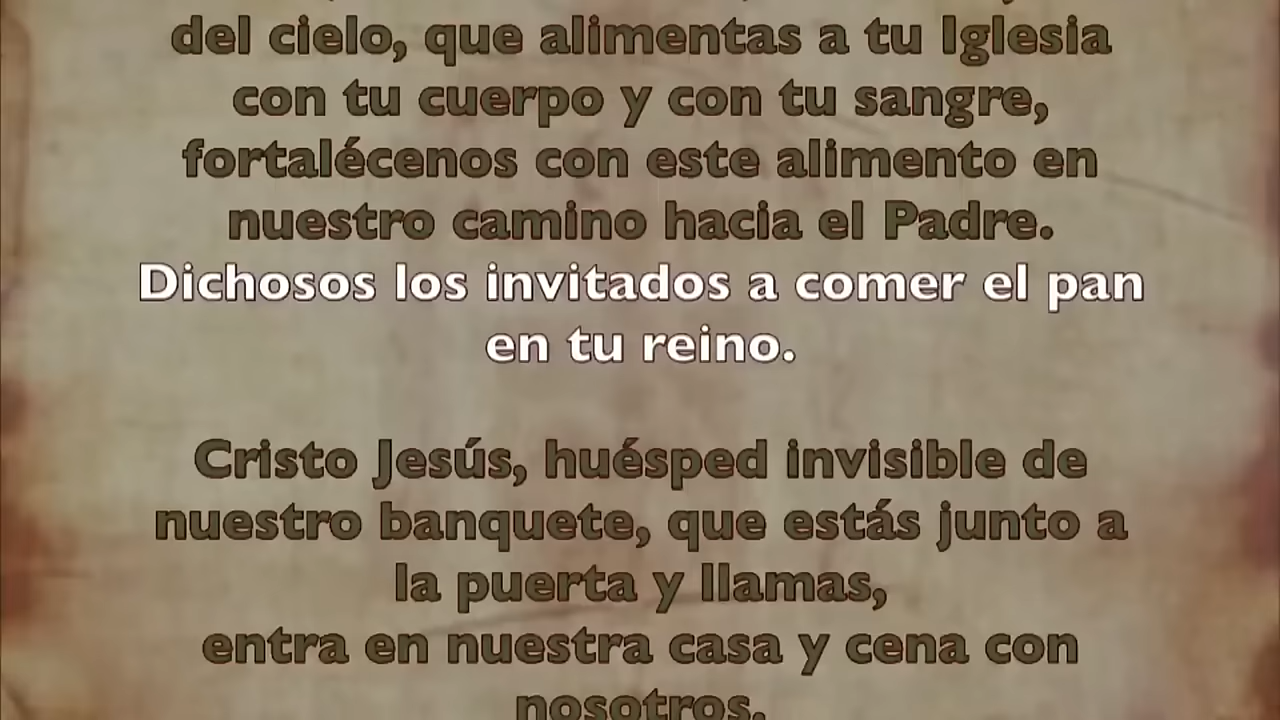 del cielo, que alimentas a tu Iglesia
con tu cuerpo y con tu sangre,
fortalécenos con este alimento en
nuestro camino hacia el Padre.
Dichosos los invitados a comer el pan
en tu reino.
Cristo Jesús, huésped invisible de
nuestro banquete, que estás junto a
la puerta y llamas,
entra en nuestra casa y cena con
nosotros.